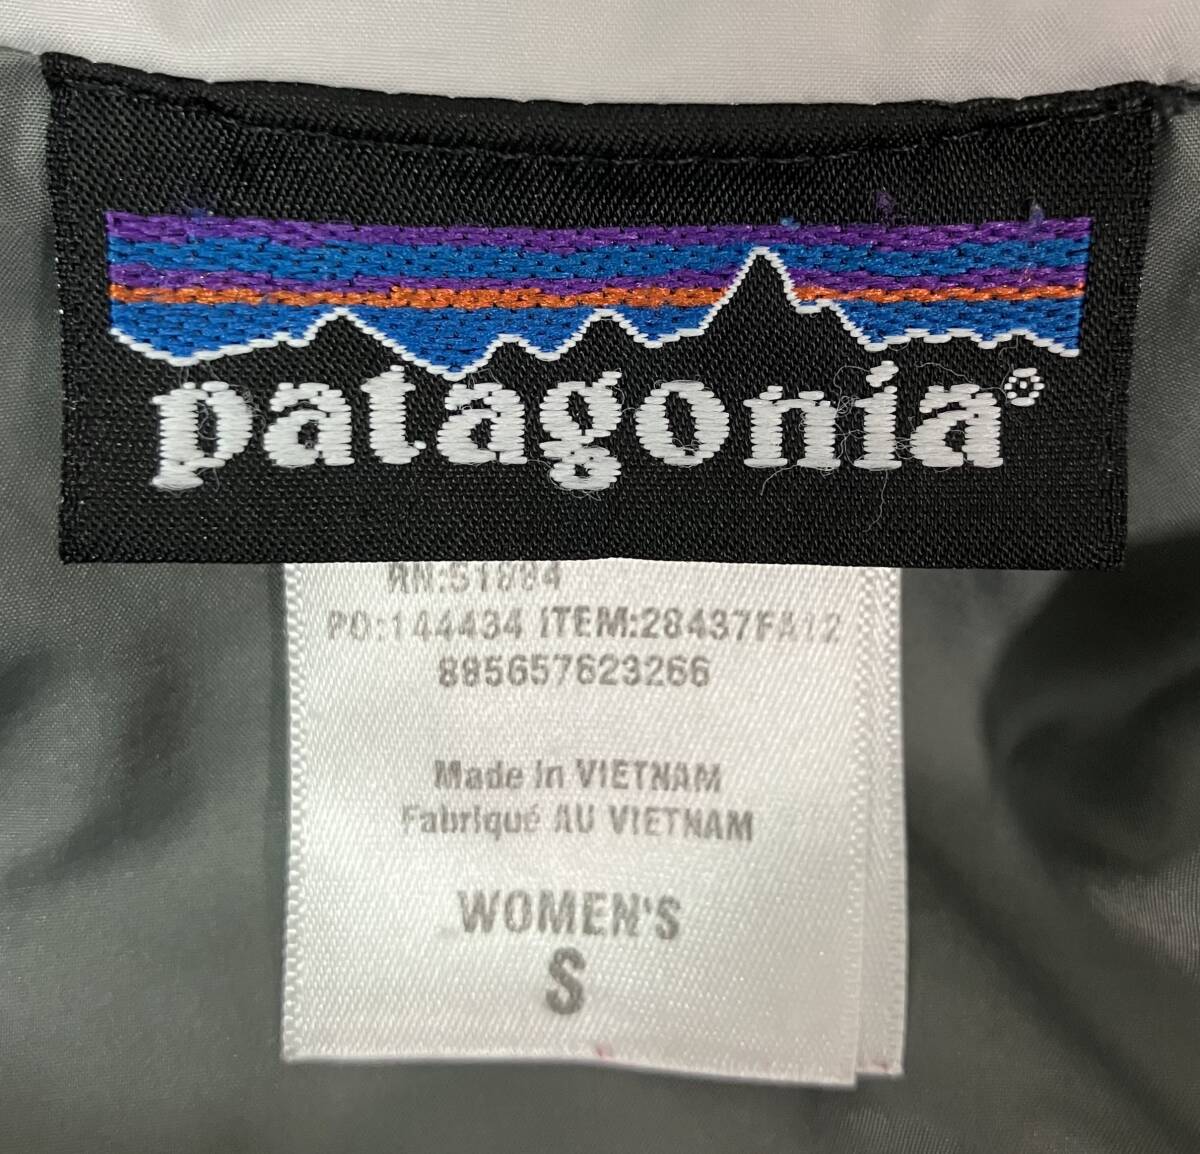 patagonia®
RN:51884
PO:144434 ITEM:28437FA12
885657623266
Made in VIETNAM
Fabriqué AU VIETNAM
WOMEN'S
S